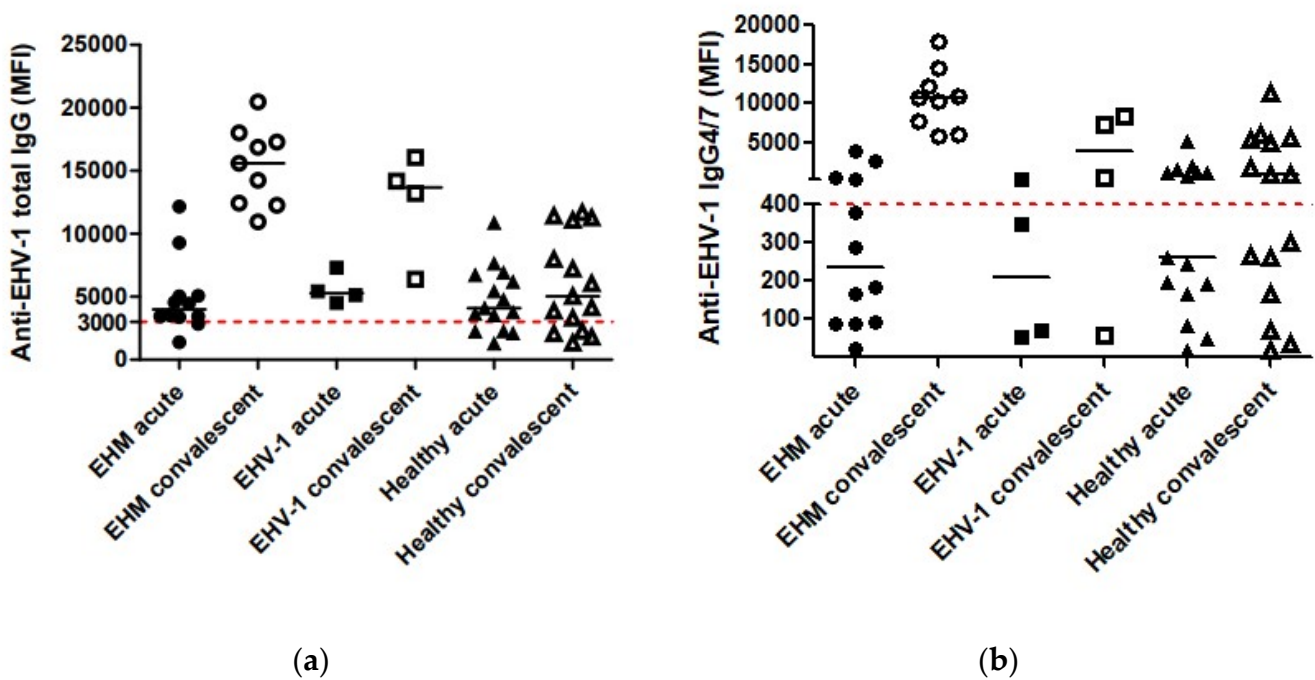 Anti-EHV-1 total IgG (MFI)
25000
20000
15000
10000
5000
3000
0
EHM acute
EHM convalescent
EHV-1 acute
EHV-1 convalescent
Healthy acute
Healthy convalescent
(a)
Anti-EHV-1 IgG4/7 (MFI)
20000
15000
10000
5000
400
300
200
100
EHM acute
EHM convalescent
EHV-1 acute
EHV-1 convalescent
Healthy acute
Healthy convalescent
(b)